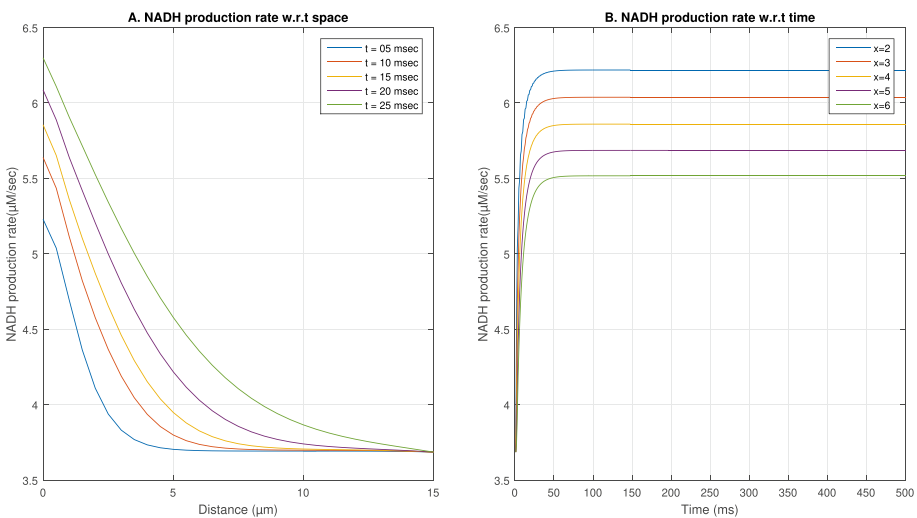 A. NADH production rate w.r.t space
6.5
6
5.5
5
4.5
4
3.5
NADH production rate(µM/sec)
t = 05 msec
t = 10 msec
t = 15 msec
t = 20 msec
t = 25 msec
0 5 10 15
Distance (µm)
B. NADH production rate w.r.t time
6.5
6
5.5
5
4.5
4
3.5
NADH production rate(µM/sec)
x=2
x=3
x=4
x=5
x=6
0 50 100 150 200 250 300 350 400 450 500
Time (ms)